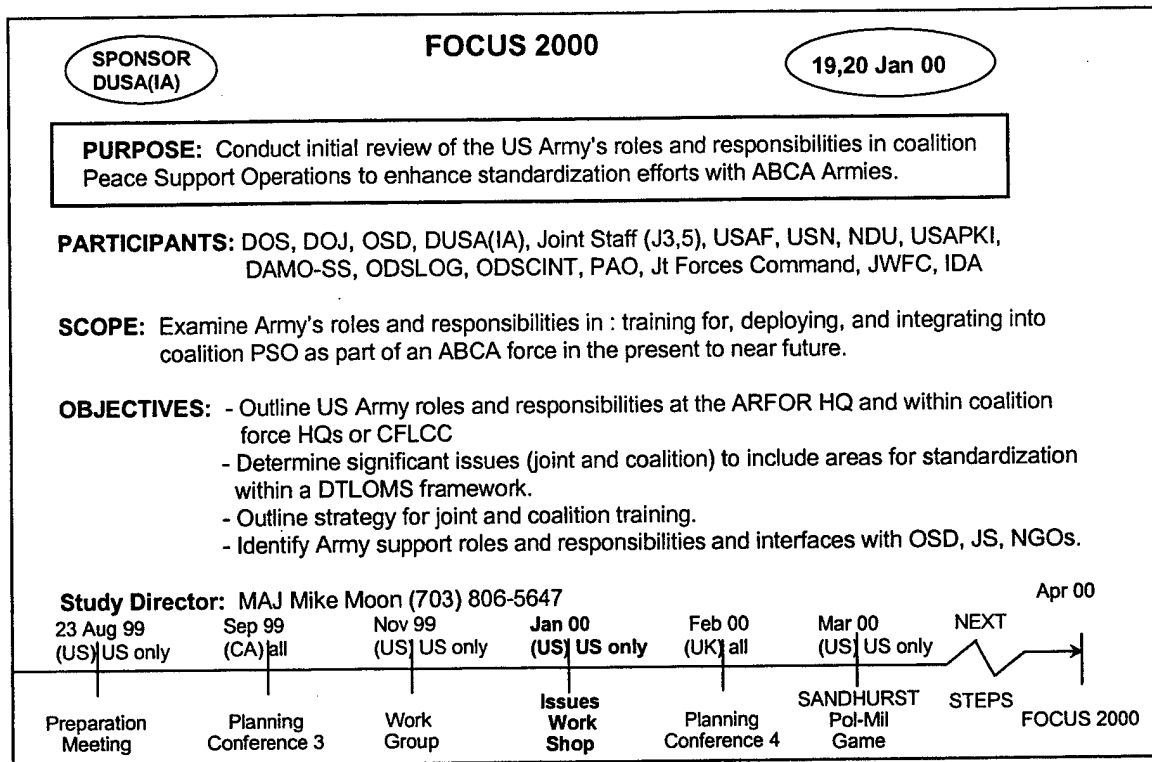 SPONSOR
DUSA(IA)
FOCUS 2000
19,20 Jan 00
PURPOSE: Conduct initial review of the US Army's roles and responsibilities in coalition
Peace Support Operations to enhance standardization efforts with ABCA Armies.
PARTICIPANTS: DOS, DOJ, OSD, DUSA(IA), Joint Staff (J3,5), USAF, USN, NDU, USAPKI,
DAMO-SS, ODSLOG, ODSCINT, PAO, Jt Forces Command, JWFC, IDA
SCOPE: Examine Army's roles and responsibilities in : training for, deploying, and integrating into
coalition PSO as part of an ABCA force in the present to near future.
OBJECTIVES: - Outline US Army roles and responsibilities at the ARFOR HQ and within coalition
force HQs or CFLCC
- Determine significant issues (joint and coalition) to include areas for standardization
within a DTLOMS framework.
- Outline strategy for joint and coalition training.
- Identify Army support roles and responsibilities and interfaces with OSD, JS, NGOs.
Study Director: MAJ Mike Moon (703) 806-5647
23 Aug 99
(US) US only
Preparation
Meeting
Sep 99
(CA) all
Planning
Conference 3
Nov 99
(US) US only
Work
Group
Jan 00
(US) US only
Issues
Work
Shop
Feb 00
(UK) all
Planning
Conference 4
Mar 00
(US) US only
SANDHURST
Pol-Mil
Game
NEXT
STEPS
Apr 00
FOCUS 2000